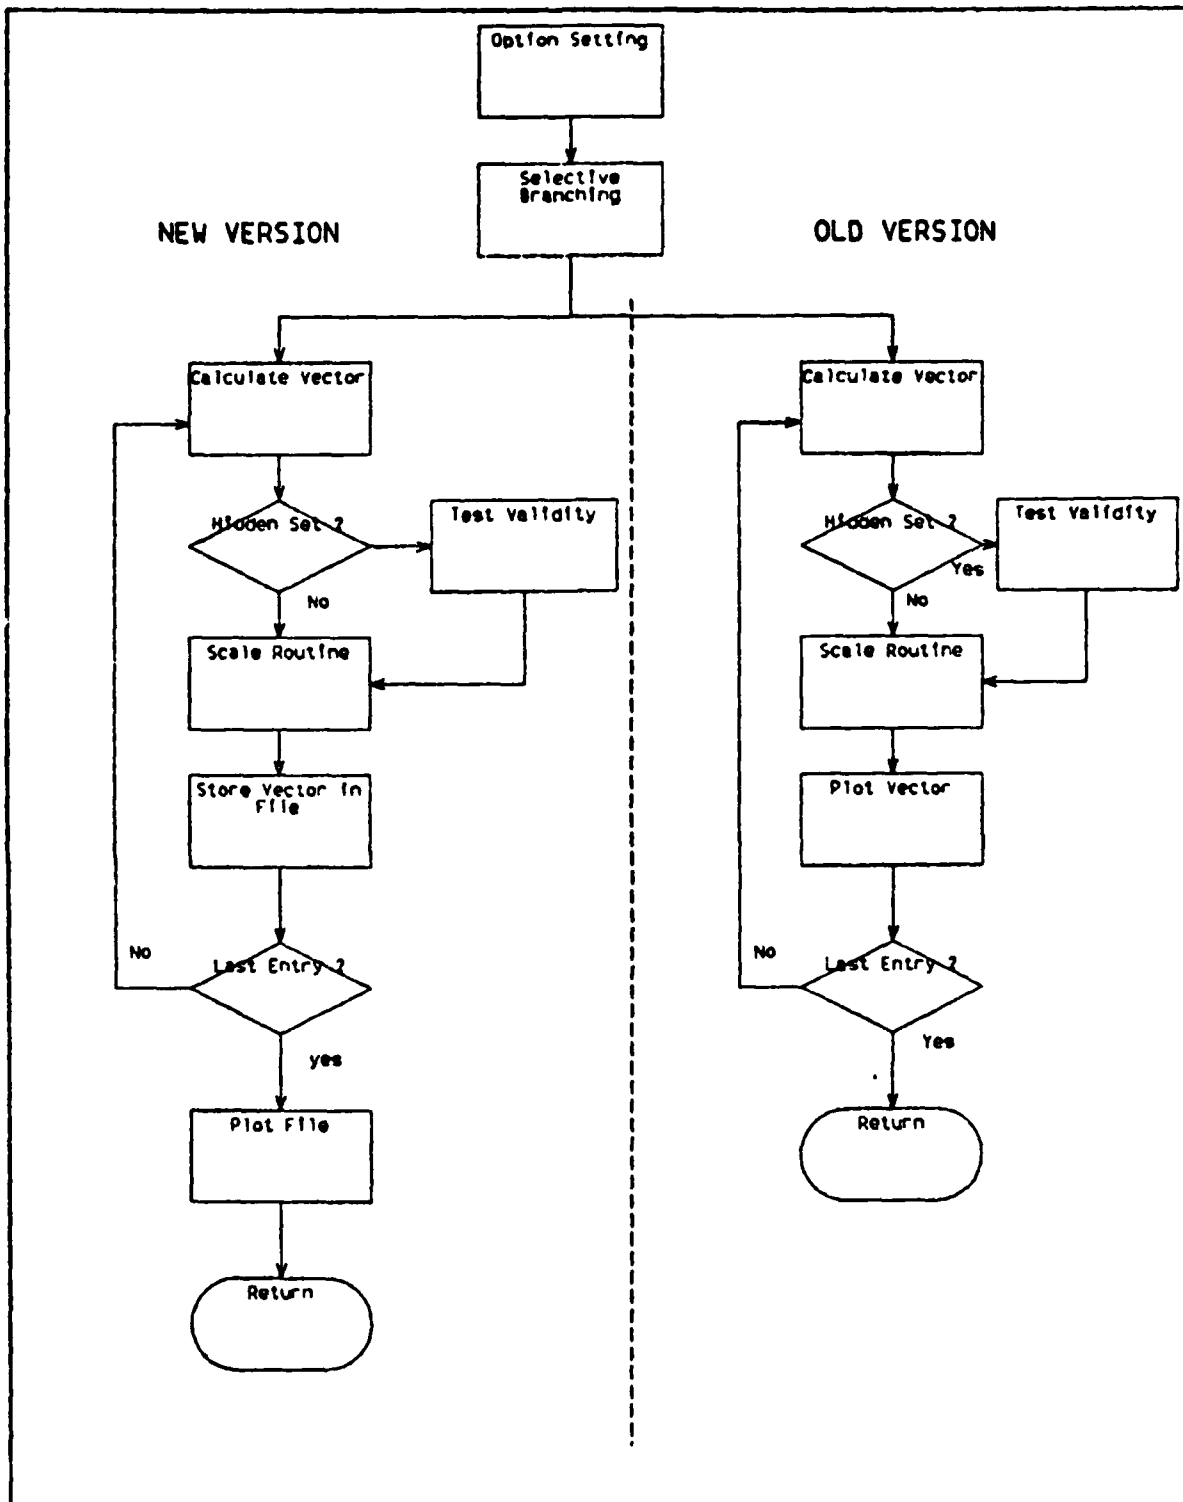 Option Setting
Selective
Branching
NEW VERSION
OLD VERSION
Calculate Vector
Hidden Set ?
Test Validity
No
Scale Routine
Store Vector in
File
No
Last Entry ?
yes
Plot File
Return
Calculate Vector
Hidden Set ?
Test Validity
Yes
No
Scale Routine
Plot Vector
No
Last Entry ?
Yes
Return